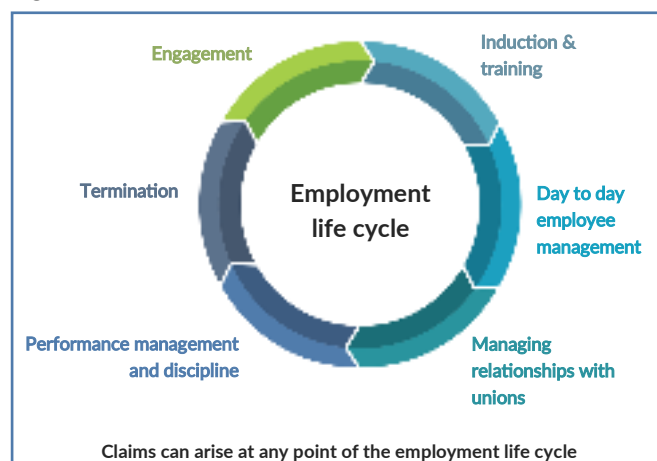 Engagement
Induction &
training
Termination
Employment
life cycle
Day to day
employee
management
Performance management
and discipline
Managing
relationships with
unions
Claims can arise at any point of the employment life cycle